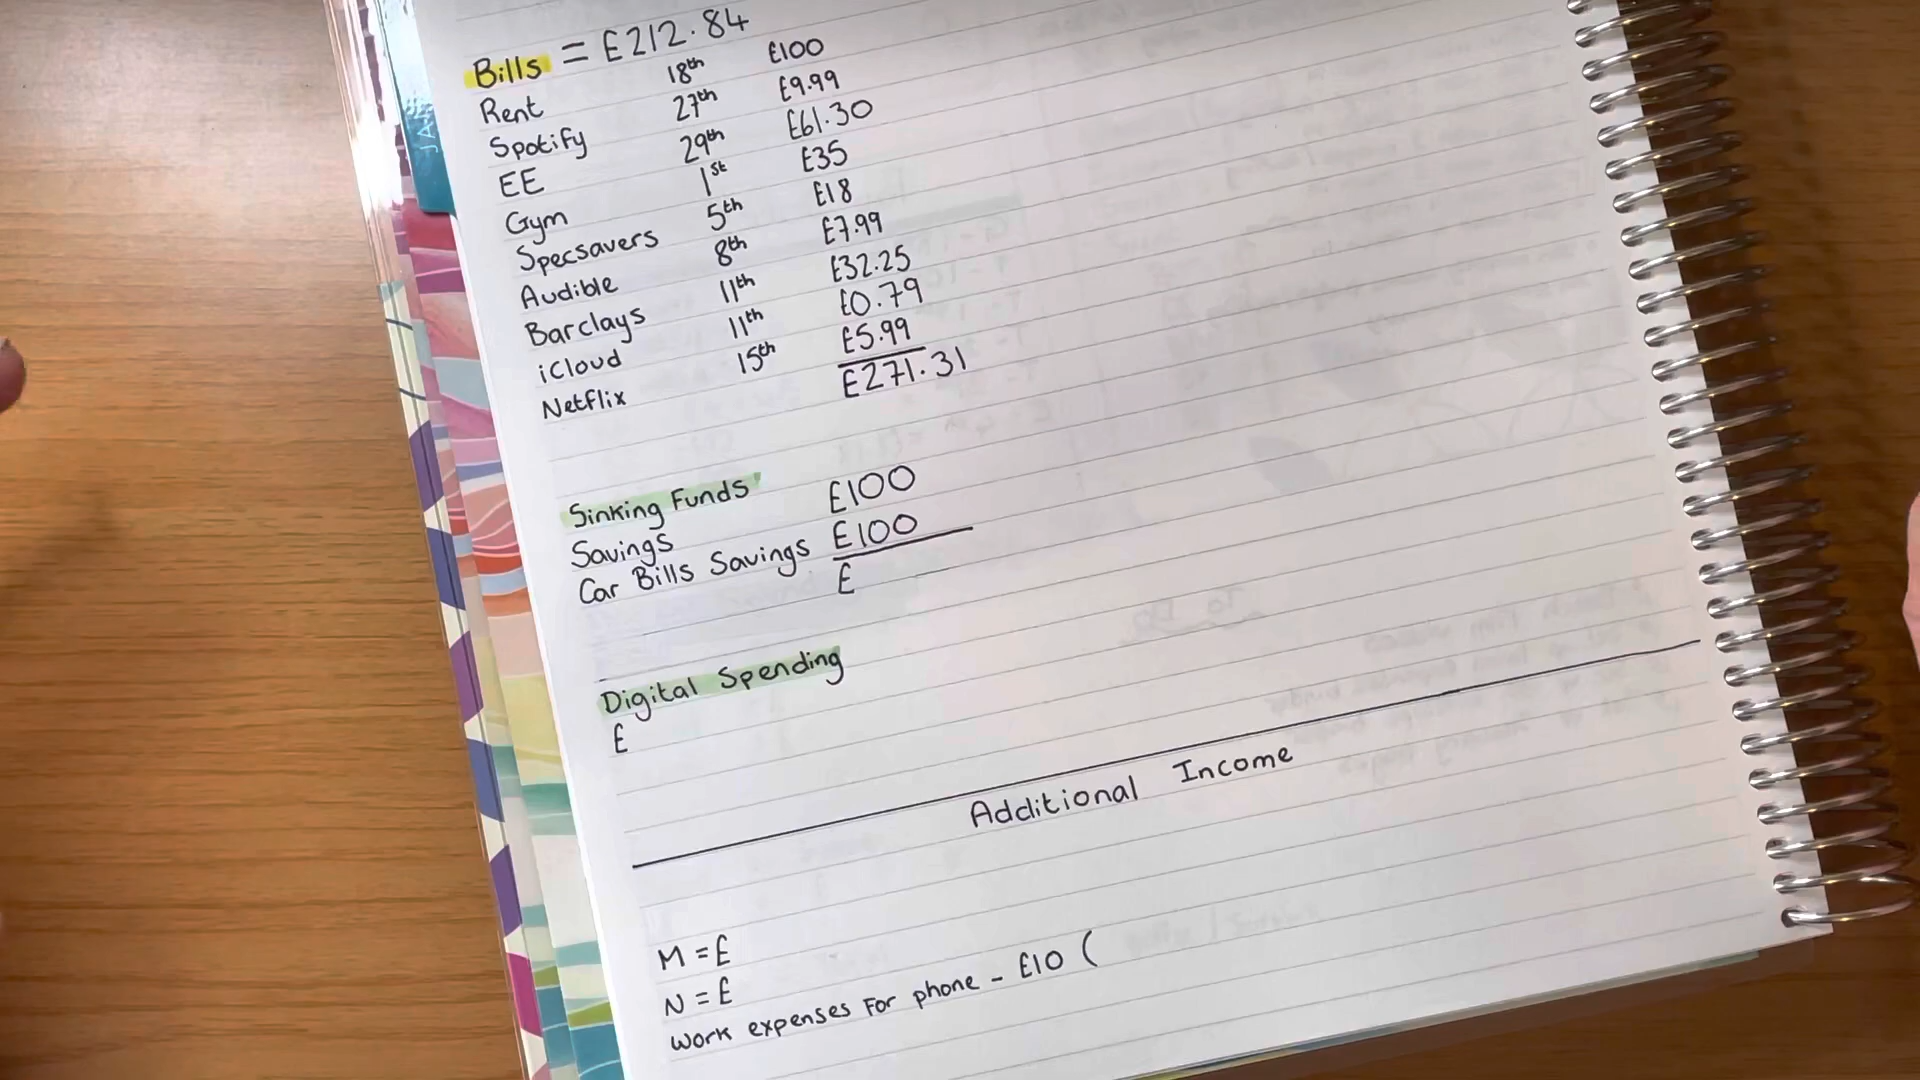 JAN
Bills = £212.84
Rent 18th £100
Spotify 27th £9.99
EE 29th £61.30
Gym 1st £35
Specsavers 5th £18
Audible 8th £7.99
Barclays 11th £32.25
iCloud 11th £0.79
Netflix 15th £5.99
£271.31
Sinking Funds
Savings £100
Car Bills Savings £100
£
Digital Spending
£
Additional Income
M = £
N = £
Work expenses for phone - £10 (